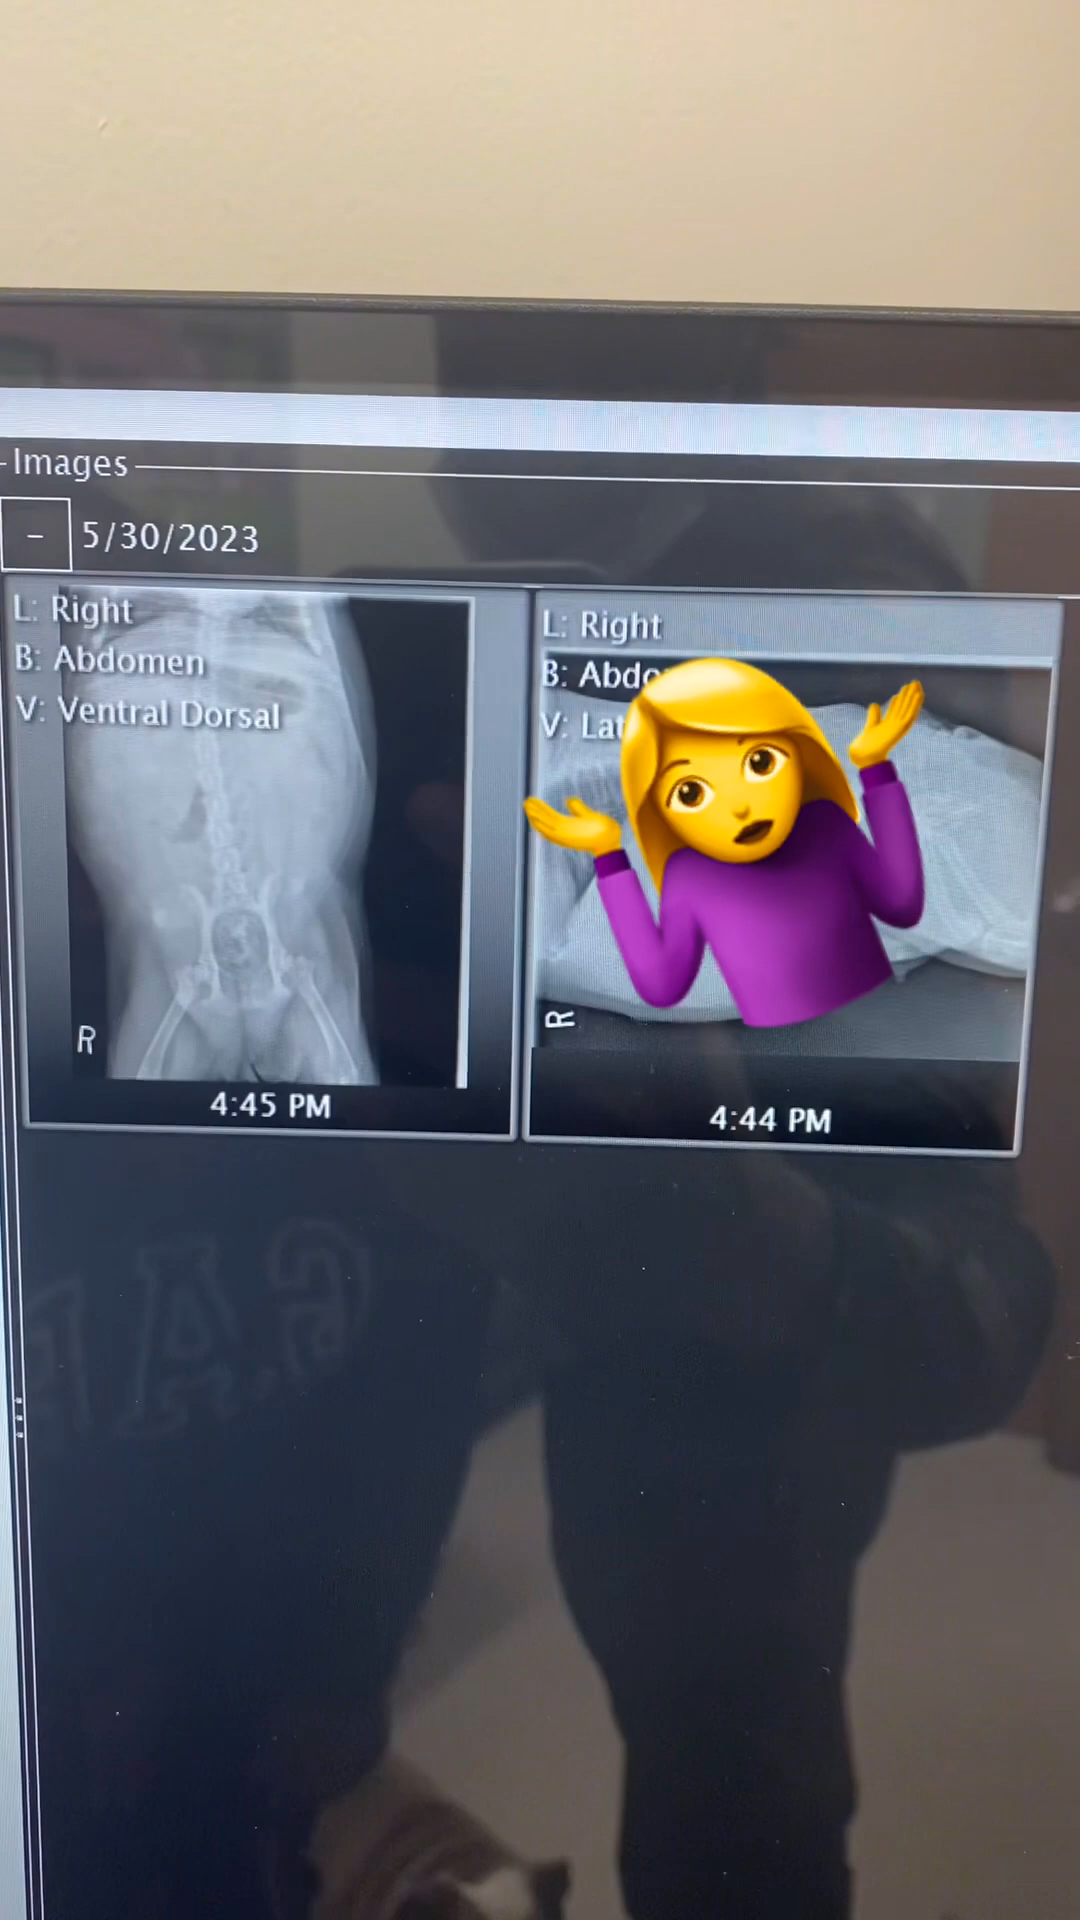 Images
- 5/30/2023
L: Right
B: Abdomen
V: Ventral Dorsal
R
4:45 PM
L: Right
B: Abdo
V: Lat
R
4:44 PM